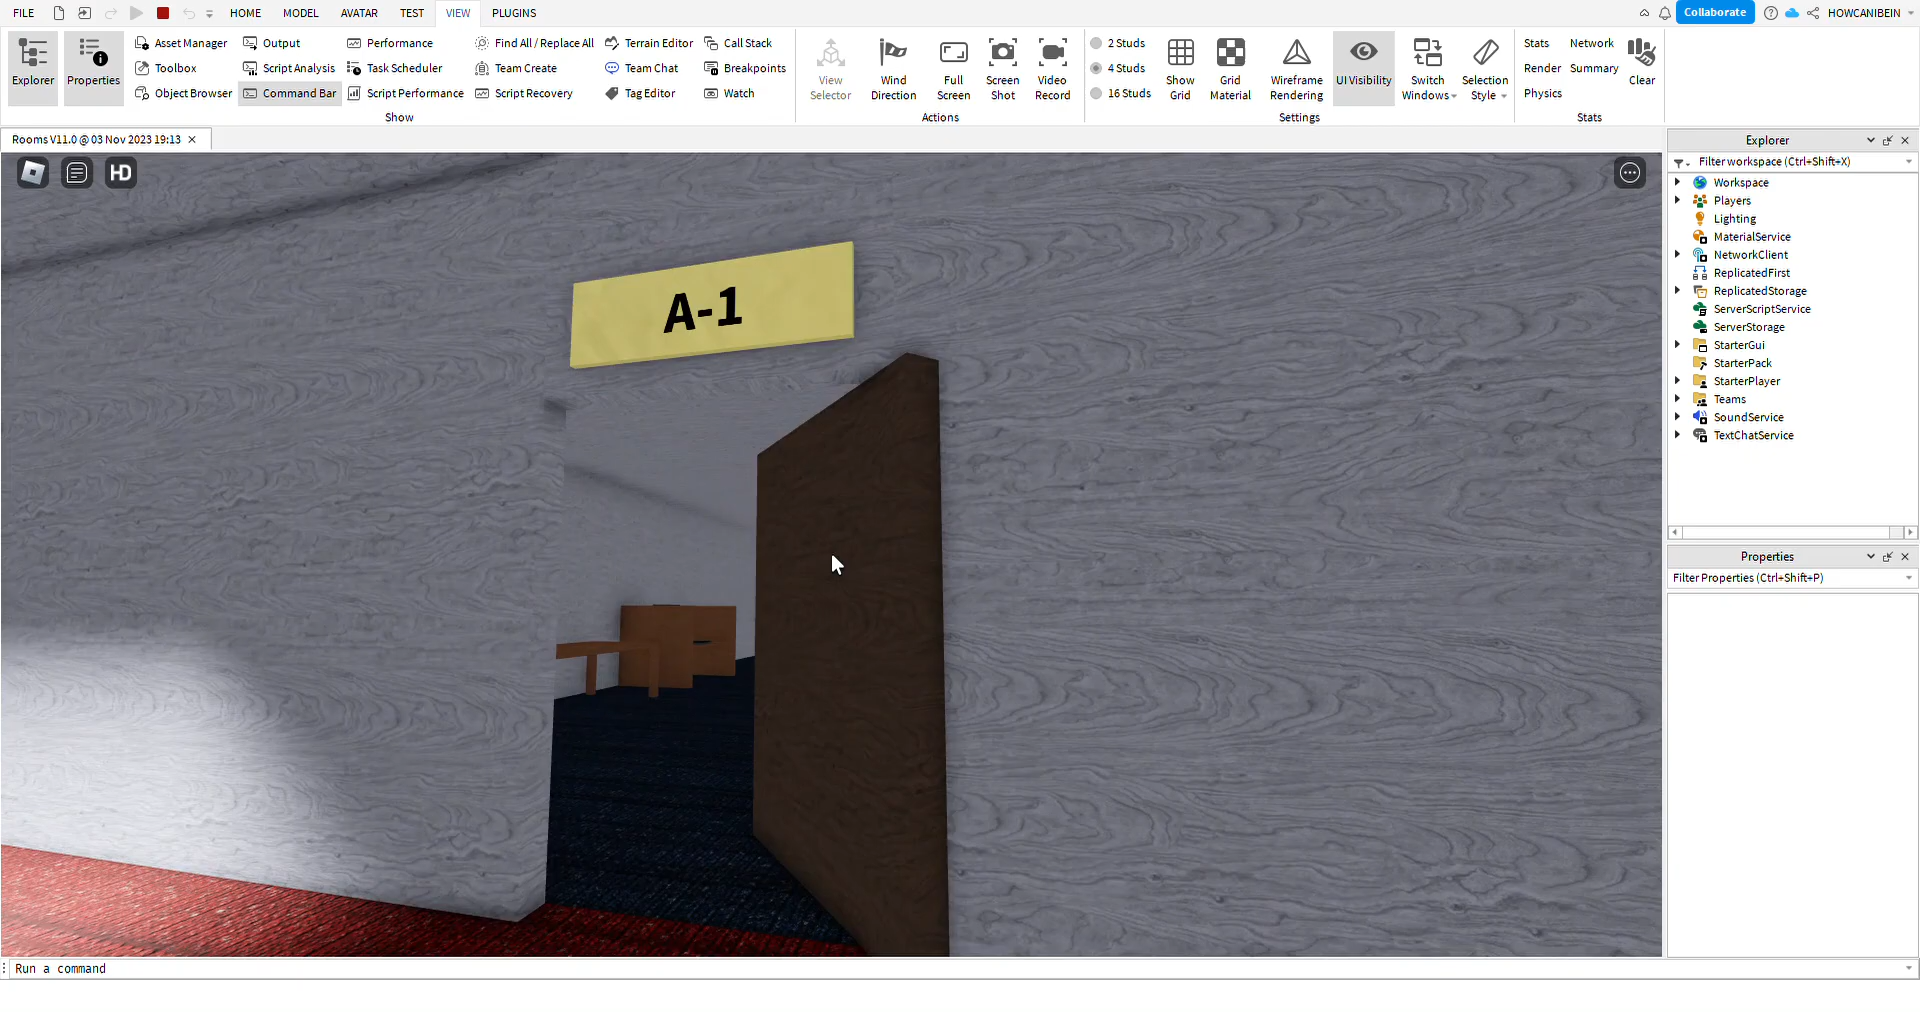 FILE HOME MODEL AVATAR TEST VIEW PLUGINS Collaborate HOWCANIBEIN
Explorer
Properties
Asset Manager
Toolbox
Object Browser
Output
Script Analysis
Command Bar
Performance
Task Scheduler
Script Performance
Find All / Replace All
Team Create
Script Recovery
Terrain Editor
Team Chat
Tag Editor
Call Stack
Breakpoints
Watch
Show
View
Selector
Wind
Direction
Full
Screen
Screen
Shot
Video
Record
Actions
2 Studs
4 Studs
16 Studs
Show
Grid
Grid
Material
Wireframe
Rendering
UI Visibility
Switch
Windows
Selection
Style
Settings
Stats
Render
Physics
Network
Summary
Clear
Stats
Rooms V11.0 @ 03 Nov 2023 19:13
HD
A-1
Explorer
Filter workspace (Ctrl+Shift+X)
Workspace
Players
Lighting
MaterialService
NetworkClient
ReplicatedFirst
ReplicatedStorage
ServerScriptService
ServerStorage
StarterGui
StarterPack
StarterPlayer
Teams
SoundService
TextChatService
Properties
Filter Properties (Ctrl+Shift+P)
Run a command